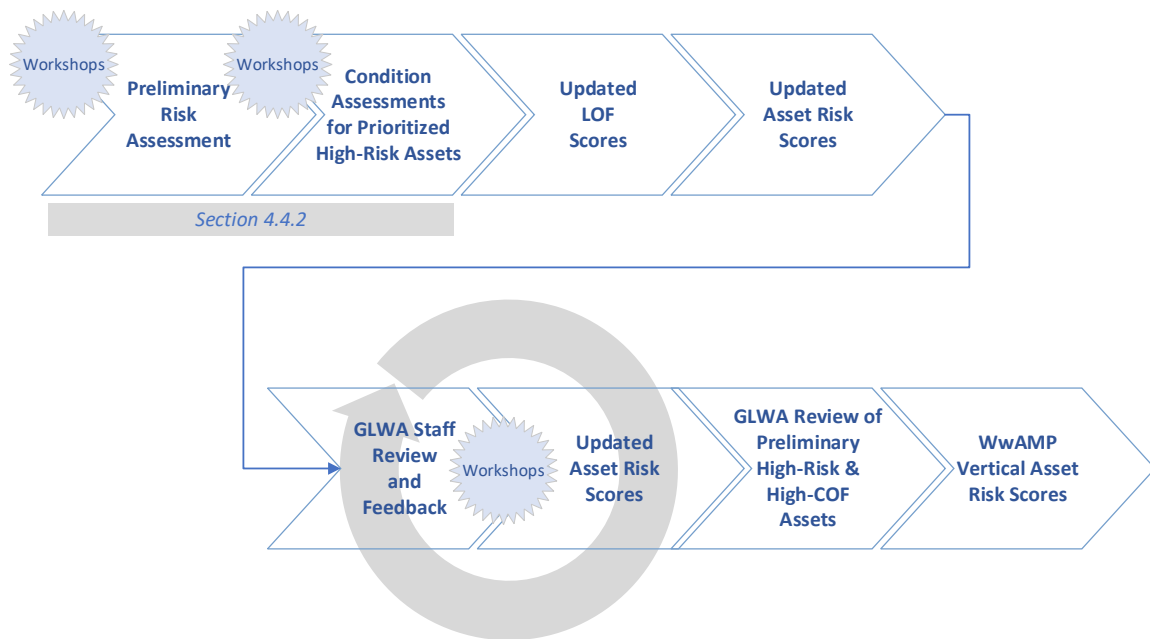 Workshops
Preliminary
Risk
Assessment
Workshops
Condition
Assessments
for Prioritized
High-Risk Assets
Updated
LOF
Scores
Updated
Asset Risk
Scores
Section 4.4.2
GLWA Staff
Review
and
Feedback
Workshops
Updated
Asset Risk
Scores
GLWA Review of
Preliminary
High-Risk &
High-COF
Assets
WwAMP
Vertical Asset
Risk Scores